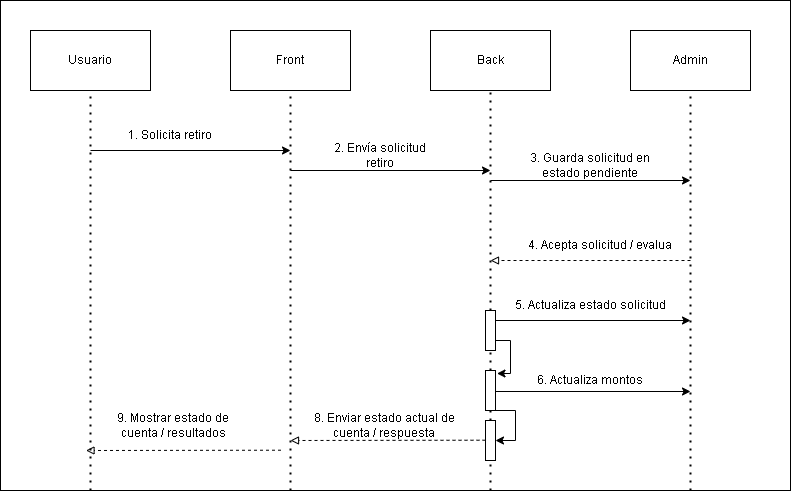 Usuario
Front
Back
Admin
1. Solicita retiro
2. Envía solicitud
retiro
3. Guarda solicitud en
estado pendiente
4. Acepta solicitud / evalua
5. Actualiza estado solicitud
6. Actualiza montos
9. Mostrar estado de
cuenta / resultados
8. Enviar estado actual de
cuenta / respuesta